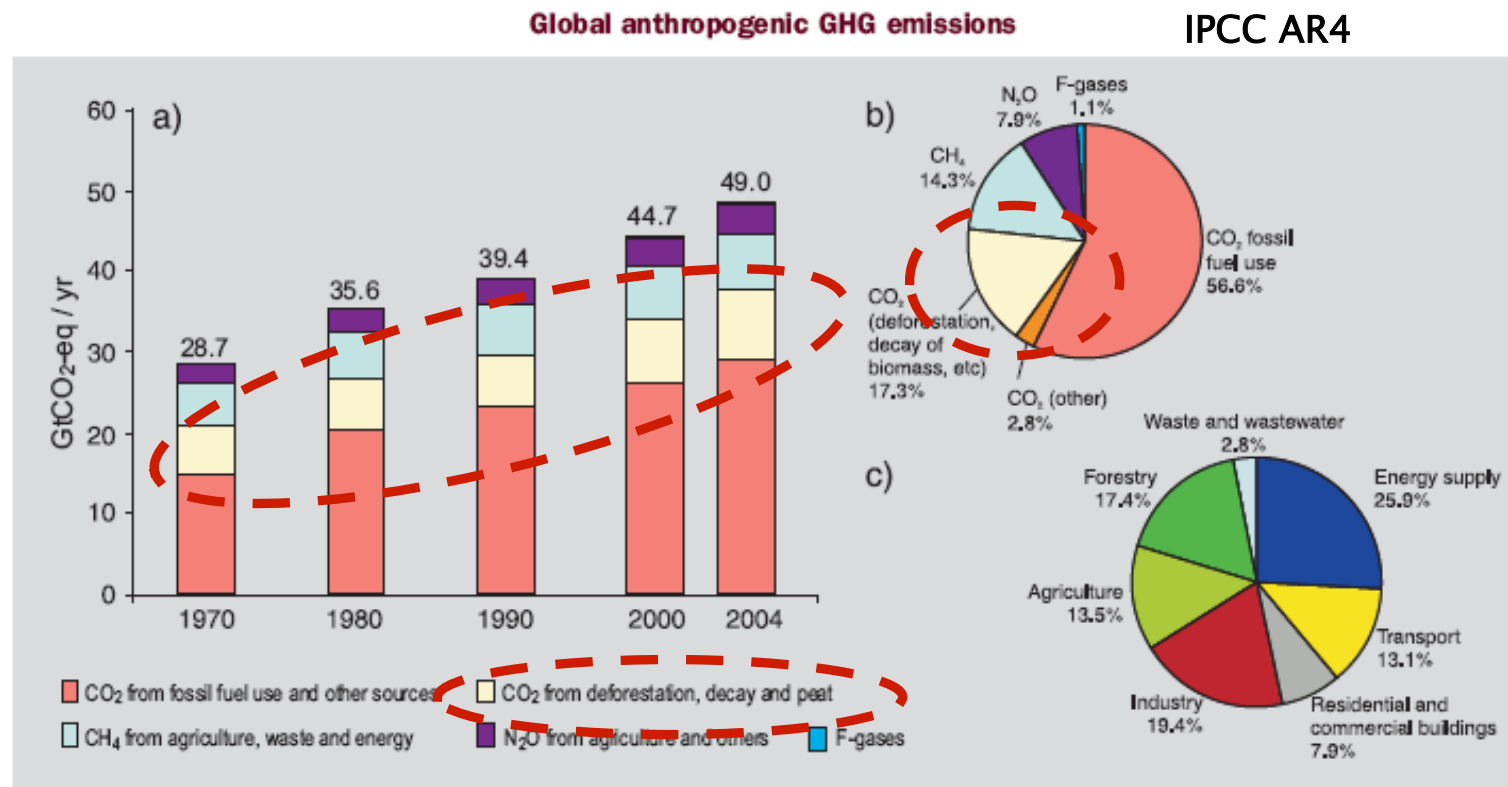 Global anthropogenic GHG emissions
IPCC AR4
a)
GtCO₂-eq / yr
60
50
40
30
20
10
0
28.7
35.6
39.4
44.7
49.0
1970
1980
1990
2000
2004
CO₂ from fossil fuel use and other sources
CO₂ from deforestation, decay and peat
CH₄ from agriculture, waste and energy
N₂O from agriculture and others
F-gases
b)
F-gases
1.1%
N₂O
7.9%
CH₄
14.3%
CO₂ fossil
fuel use
56.6%
CO₂
(deforestation,
decay of
biomass, etc)
17.3%
CO₂ (other)
2.8%
c)
Waste and wastewater
2.8%
Forestry
17.4%
Energy supply
25.9%
Agriculture
13.5%
Transport
13.1%
Industry
19.4%
Residential and
commercial buildings
7.9%